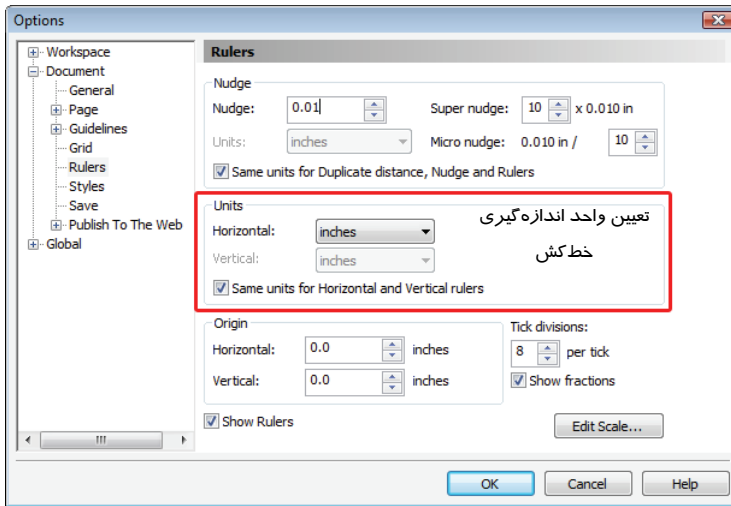 Options
Workspace
Document
General
Page
Guidelines
Grid
Rulers
Styles
Save
Publish To The Web
Global
Rulers
Nudge
Nudge: 0.01 Super nudge: 10 x 0.010 in
Units: inches Micro nudge: 0.010 in / 10
Same units for Duplicate distance, Nudge and Rulers
Units
Horizontal: inches
Vertical: inches
Same units for Horizontal and Vertical rulers
تعیین واحد اندازه‌گیری
خط‌کش
Origin
Horizontal: 0.0 inches
Vertical: 0.0 inches
Tick divisions:
8 per tick
Show fractions
Show Rulers
Edit Scale...
OK Cancel Help